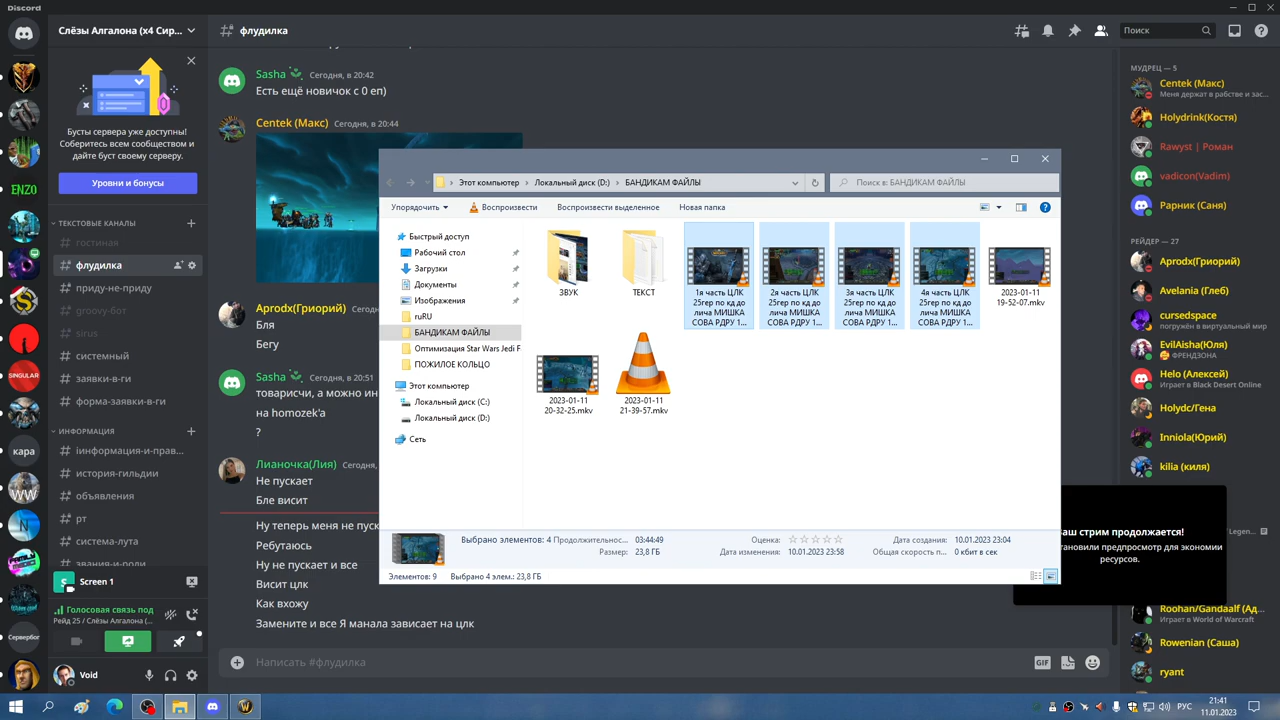 Discord
Слёзы Алгалона (x4 Сир...
флудилка
Поиск
Бусты сервера уже доступны!
Соберитесь всем сообществом и
дайте буст своему серверу.
Уровни и бонусы
ТЕКСТОВЫЕ КАНАЛЫ
гостиная
флудилка
приду-не-приду
groovy-бот
sirus
системный
заявки-в-ги
форма-заявки-в-ги
ИНФОРМАЦИЯ
информация-и-прав...
история-гильдии
объявления
рт
система-лута
звания-и-роли
ENZO
SINGULAR
кара
WW
Серверbor
Screen 1
Голосовая связь под
Рейд 25 / Слёзы Алгалона (...
Void
Sasha
Сегодня, в 20:42
Есть ещё новичок с 0 еп)
Centek (Макс) Сегодня, в 20:44
Aprodx(Григорий)
Сегодня,
Бля
Бегу
Sasha
Сегодня, в 20:51
товарисчи, а можно ин
на homozek'а
?
Лианочка(Лия) Сегодня,
Не пускает
Бле висит
Ну теперь меня не пуск
Ребутаюсь
Ну не пускает и все
Висит цлк
Как вхожу
Замените и все Я манала зависает на цлк
Написать #флудилка
GIF
Этот компьютер
Локальный диск (D:)
БАНДИКАМ ФАЙЛЫ
Поиск в: БАНДИКАМ ФАЙЛЫ
Упорядочить
Воспроизвести
Воспроизвести выделенное
Новая папка
Быстрый доступ
Рабочий стол
Загрузки
Документы
Изображения
ruRU
БАНДИКАМ ФАЙЛЫ
Оптимизация Star Wars Jedi F
ПОЖИЛОЕ КОЛЬЦО
Этот компьютер
Локальный диск (C:)
Локальный диск (D:)
Сеть
ЗВУК
ТЕКСТ
1я часть ЦЛК
25гер по кд до
лича МИШКА
СОВА РДРУ 1...
2я часть ЦЛК
25гер по кд до
лича МИШКА
СОВА РДРУ 1...
3я часть ЦЛК
25гер по кд до
лича МИШКА
СОВА РДРУ 1...
4я часть ЦЛК
25гер по кд до
лича МИШКА
СОВА РДРУ 1...
2023-01-11
19-52-07.mkv
2023-01-11
20-32-25.mkv
2023-01-11
21-39-57.mkv
Выбрано элементов: 4 Продолжительнос... 03:44:49
Размер: 23,8 ГБ
Оценка:
Дата изменения: 10.01.2023 23:58
Дата создания: 10.01.2023 23:04
Общая скорость п... 0 кбит в сек
Элементов: 9
Выбрано 4 элем.: 23,8 ГБ
МУДРЕЦ — 5
Centek (Макс)
Меня держат в рабстве и зас...
Holydrink(Костя)
Rawyst | Роман
vadicon(Vadim)
Рарник (Саня)
РЕЙДЕР — 27
Aprodx(Григорий)
Avelania (Глеб)
cursedspace
погружён в виртуальный мир
EvilAisha(Юля)
ФРЕНДЗОНА
Helo (Алексей)
Играет в Black Desert Online
Holydc/Гена
Inniola(Юрий)
kilia (киля)
аш стрим продолжается!
тановили предпросмотр для экономии
ресурсов.
Legen...
Roohan/Gandaalf (Ад...
Играет в World of Warcraft
Rowenian (Саша)
ryant
РУС
21:41
11.01.2023